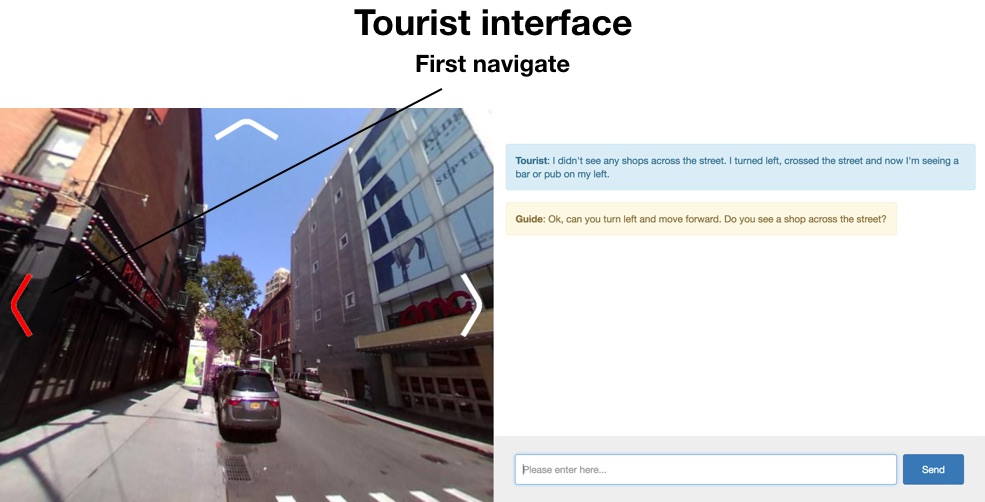 Tourist interface
First navigate
Tourist: I didn't see any shops across the street. I turned left, crossed the street and now I'm seeing a
bar or pub on my left.
Guide: Ok, can you turn left and move forward. Do you see a shop across the street?
amc
Please enter here...
Send